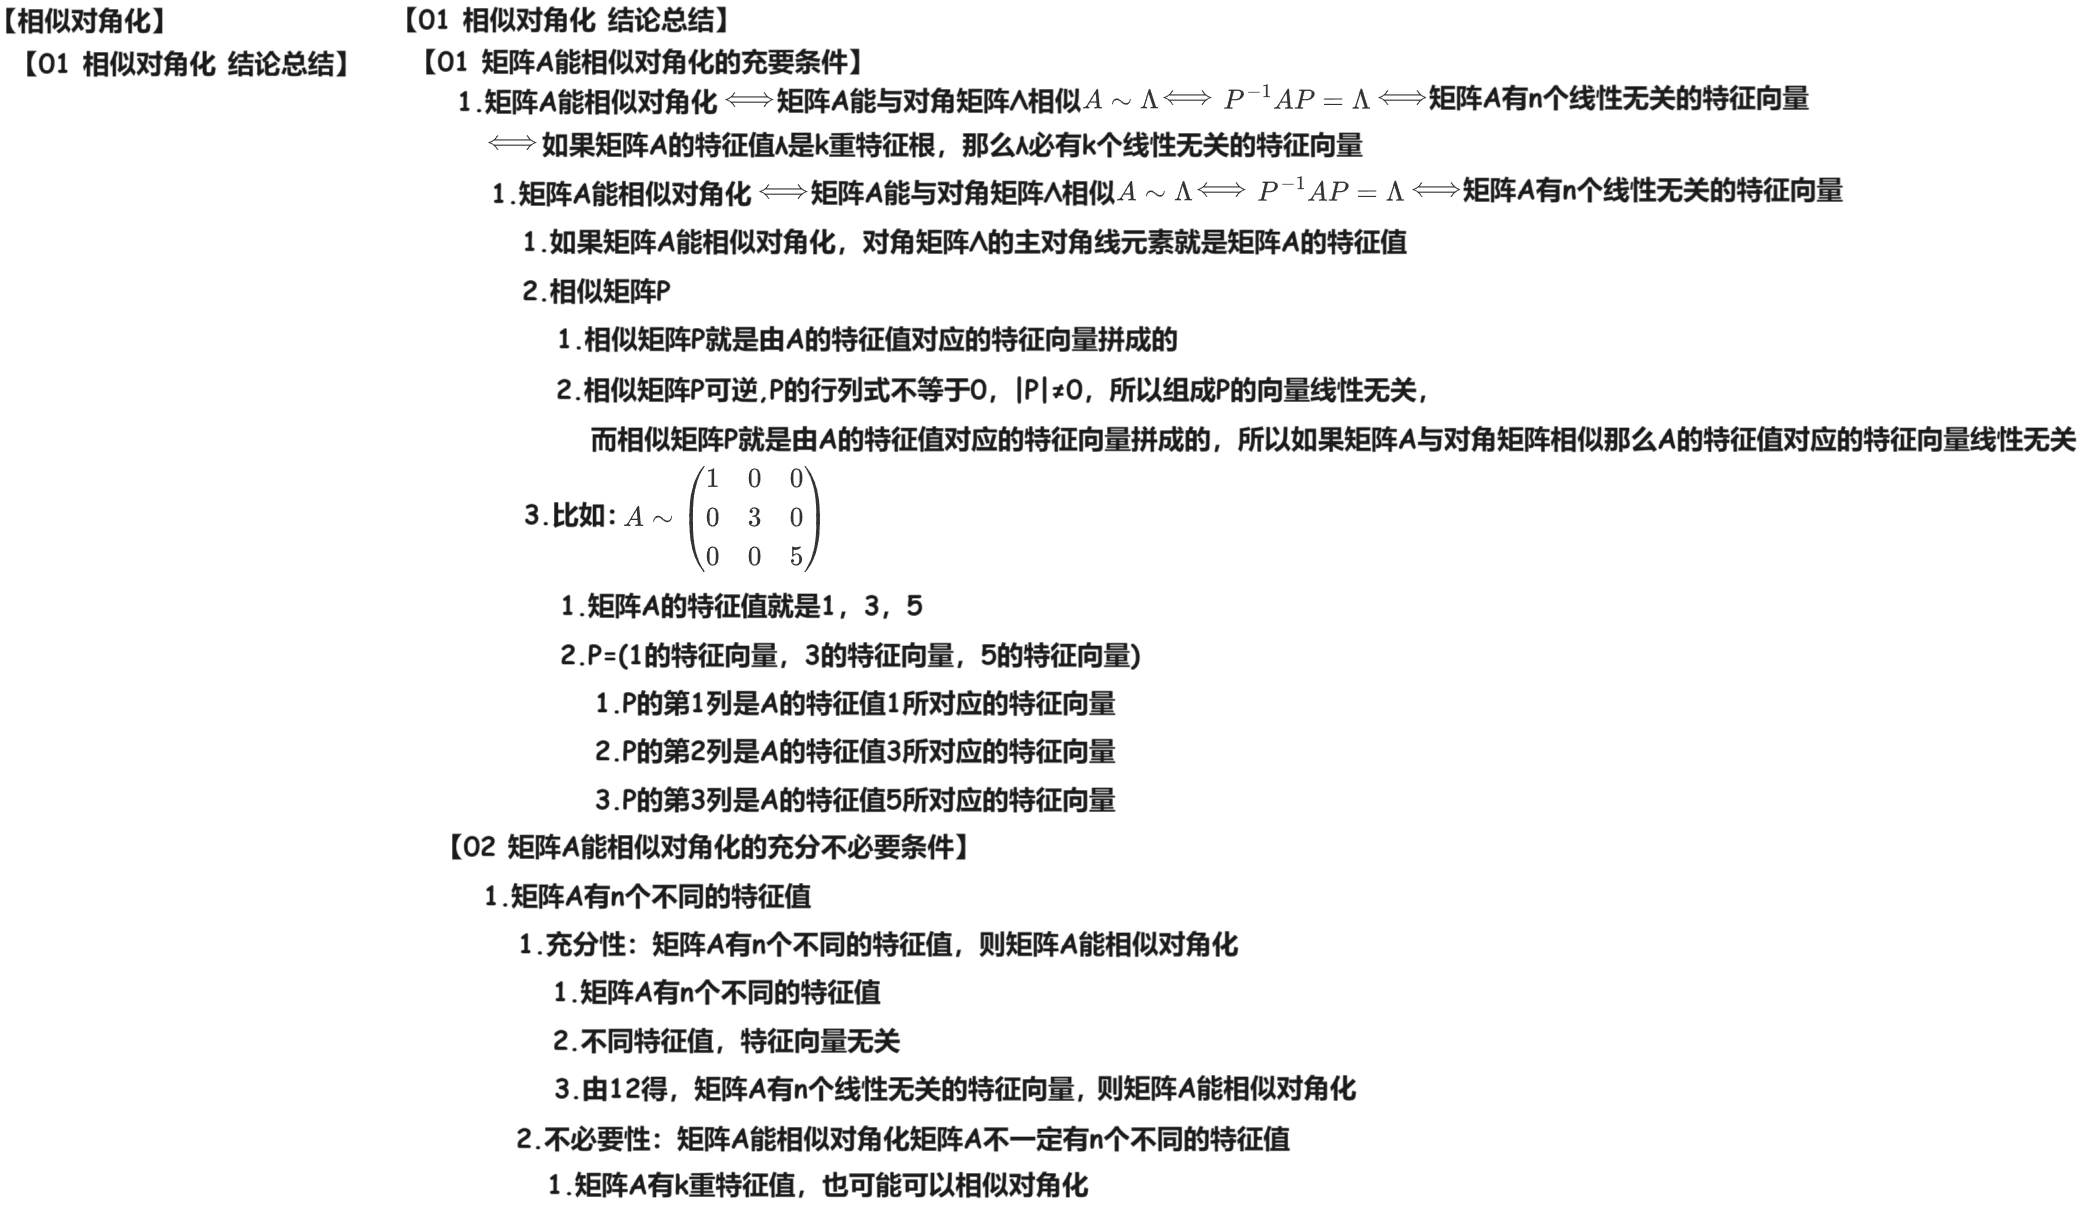 【相似对角化】
【01 相似对角化 结论总结】
【01 相似对角化 结论总结】
【01 矩阵A能相似对角化的充要条件】
1.矩阵A能相似对角化⟺矩阵A能与对角矩阵Λ相似A ∼ Λ⟺ P⁻¹AP = Λ⟺矩阵A有n个线性无关的特征向量
⟺如果矩阵A的特征值λ是k重特征根，那么λ必有k个线性无关的特征向量
1.矩阵A能相似对角化⟺矩阵A能与对角矩阵Λ相似A ∼ Λ⟺ P⁻¹AP = Λ⟺矩阵A有n个线性无关的特征向量
1.如果矩阵A能相似对角化，对角矩阵Λ的主对角线元素就是矩阵A的特征值
2.相似矩阵P
1.相似矩阵P就是由A的特征值对应的特征向量拼成的
2.相似矩阵P可逆,P的行列式不等于0，|P|≠0，所以组成P的向量线性无关，
而相似矩阵P就是由A的特征值对应的特征向量拼成的，所以如果矩阵A与对角矩阵相似那么A的特征值对应的特征向量线性无关
1 0 0
3.比如：A ∼ 0 3 0
0 0 5
1.矩阵A的特征值就是1，3，5
2.P=(1的特征向量，3的特征向量，5的特征向量)
1.P的第1列是A的特征值1所对应的特征向量
2.P的第2列是A的特征值3所对应的特征向量
3.P的第3列是A的特征值5所对应的特征向量
【02 矩阵A能相似对角化的充分不必要条件】
1.矩阵A有n个不同的特征值
1.充分性：矩阵A有n个不同的特征值，则矩阵A能相似对角化
1.矩阵A有n个不同的特征值
2.不同特征值，特征向量无关
3.由12得，矩阵A有n个线性无关的特征向量，则矩阵A能相似对角化
2.不必要性：矩阵A能相似对角化矩阵A不一定有n个不同的特征值
1.矩阵A有k重特征值，也可能可以相似对角化